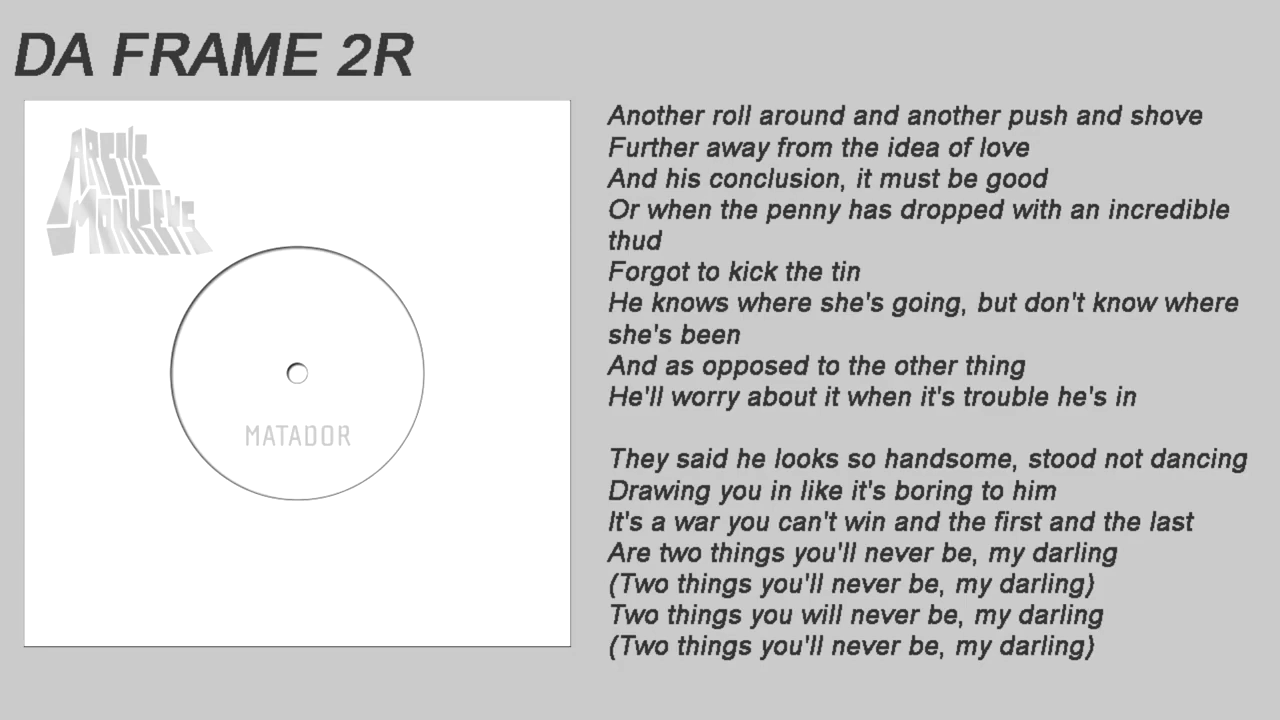 DA FRAME 2R
ARCTIC
MONKEYS
MATADOR
Another roll around and another push and shove
Further away from the idea of love
And his conclusion, it must be good
Or when the penny has dropped with an incredible
thud
Forgot to kick the tin
He knows where she's going, but don't know where
she's been
And as opposed to the other thing
He'll worry about it when it's trouble he's in
They said he looks so handsome, stood not dancing
Drawing you in like it's boring to him
It's a war you can't win and the first and the last
Are two things you'll never be, my darling
(Two things you'll never be, my darling)
Two things you will never be, my darling
(Two things you'll never be, my darling)